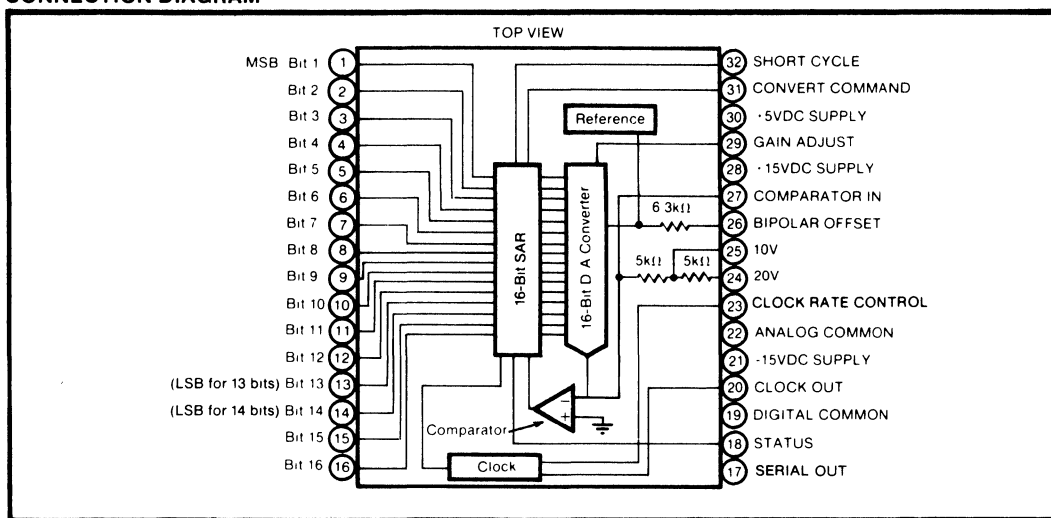 CONNECTION DIAGRAM
TOP VIEW
MSB Bit 1 1
Bit 2 2
Bit 3 3
Bit 4 4
Bit 5 5
Bit 6 6
Bit 7 7
Bit 8 8
Bit 9 9
Bit 10 10
Bit 11 11
Bit 12 12
(LSB for 13 bits) Bit 13 13
(LSB for 14 bits) Bit 14 14
Bit 15 15
Bit 16 16
16-Bit SAR
16-Bit D A Converter
Reference
6 3kΩ
5kΩ 5kΩ
Comparator
−
+
Clock
32 SHORT CYCLE
31 CONVERT COMMAND
30 ·5VDC SUPPLY
29 GAIN ADJUST
28 ·15VDC SUPPLY
27 COMPARATOR IN
26 BIPOLAR OFFSET
25 10V
24 20V
23 CLOCK RATE CONTROL
22 ANALOG COMMON
21 -15VDC SUPPLY
20 CLOCK OUT
19 DIGITAL COMMON
18 STATUS
17 SERIAL OUT